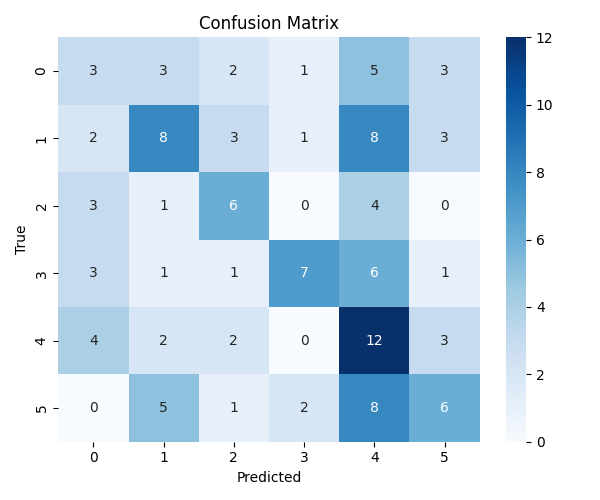 Confusion Matrix
0 3 3 2 1 5 3
1 2 8 3 1 8 3
2 3 1 6 0 4 0
3 3 1 1 7 6 1
4 4 2 2 0 12 3
5 0 5 1 2 8 6
0 1 2 3 4 5
True
Predicted
12
10
8
6
4
2
0